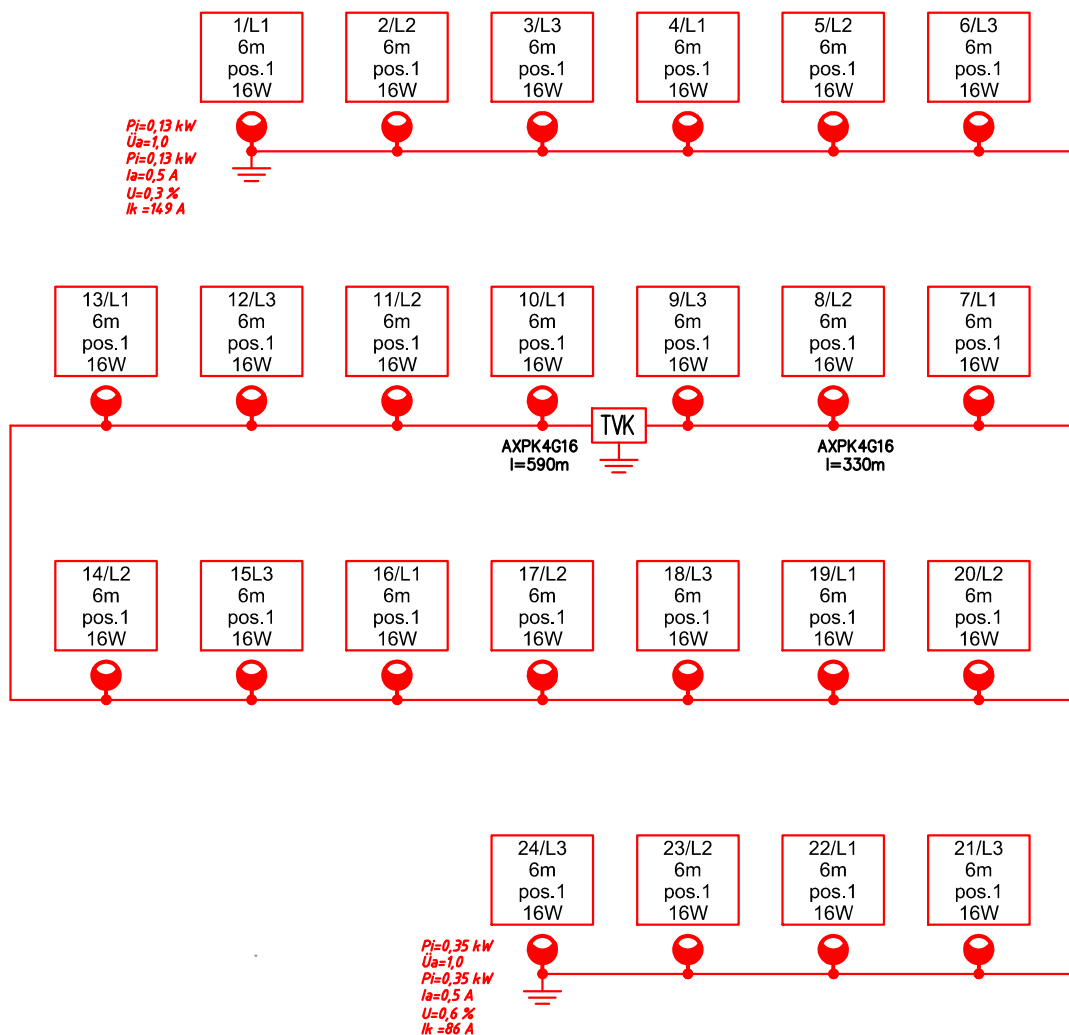 1/L1
6m
pos.1
16W
2/L2
6m
pos.1
16W
3/L3
6m
pos.1
16W
4/L1
6m
pos.1
16W
5/L2
6m
pos.1
16W
6/L3
6m
pos.1
16W
Pi=0,13 kW
Üa=1,0
Pi=0,13 kW
Ia=0,5 A
U=0,3 %
Ik =149 A
13/L1
6m
pos.1
16W
12/L3
6m
pos.1
16W
11/L2
6m
pos.1
16W
10/L1
6m
pos.1
16W
9/L3
6m
pos.1
16W
8/L2
6m
pos.1
16W
7/L1
6m
pos.1
16W
TVK
AXPK4G16
l=590m
AXPK4G16
l=330m
14/L2
6m
pos.1
16W
15L3
6m
pos.1
16W
16/L1
6m
pos.1
16W
17/L2
6m
pos.1
16W
18/L3
6m
pos.1
16W
19/L1
6m
pos.1
16W
20/L2
6m
pos.1
16W
24/L3
6m
pos.1
16W
23/L2
6m
pos.1
16W
22/L1
6m
pos.1
16W
21/L3
6m
pos.1
16W
Pi=0,35 kW
Üa=1,0
Pi=0,35 kW
Ia=0,5 A
U=0,6 %
Ik =86 A